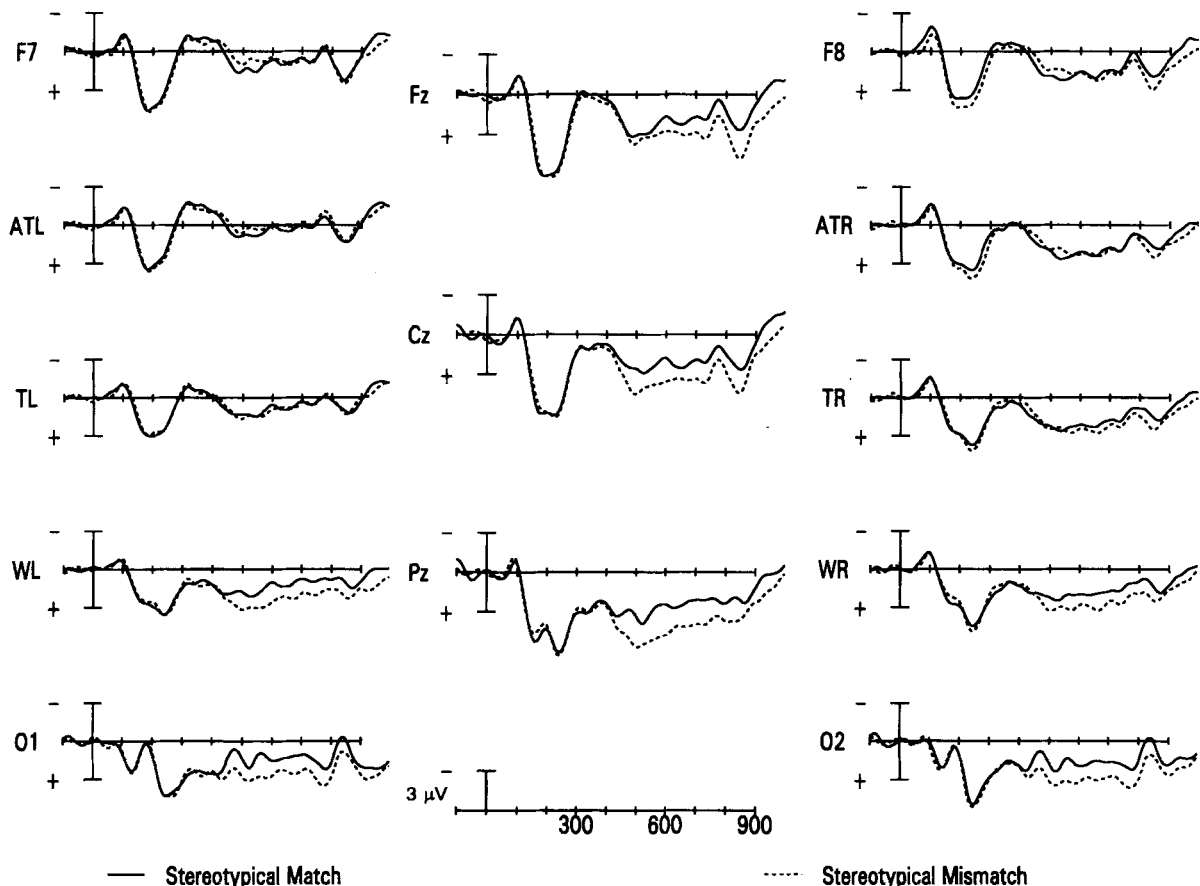 F7
Fz
F8
ATL
ATR
Cz
TL
TR
WL
Pz
WR
O1
O2
3 μV
300 600 900
Stereotypical Match
Stereotypical Mismatch
− + − + − + − + − + − + − + − + − + − + − + − + − + −